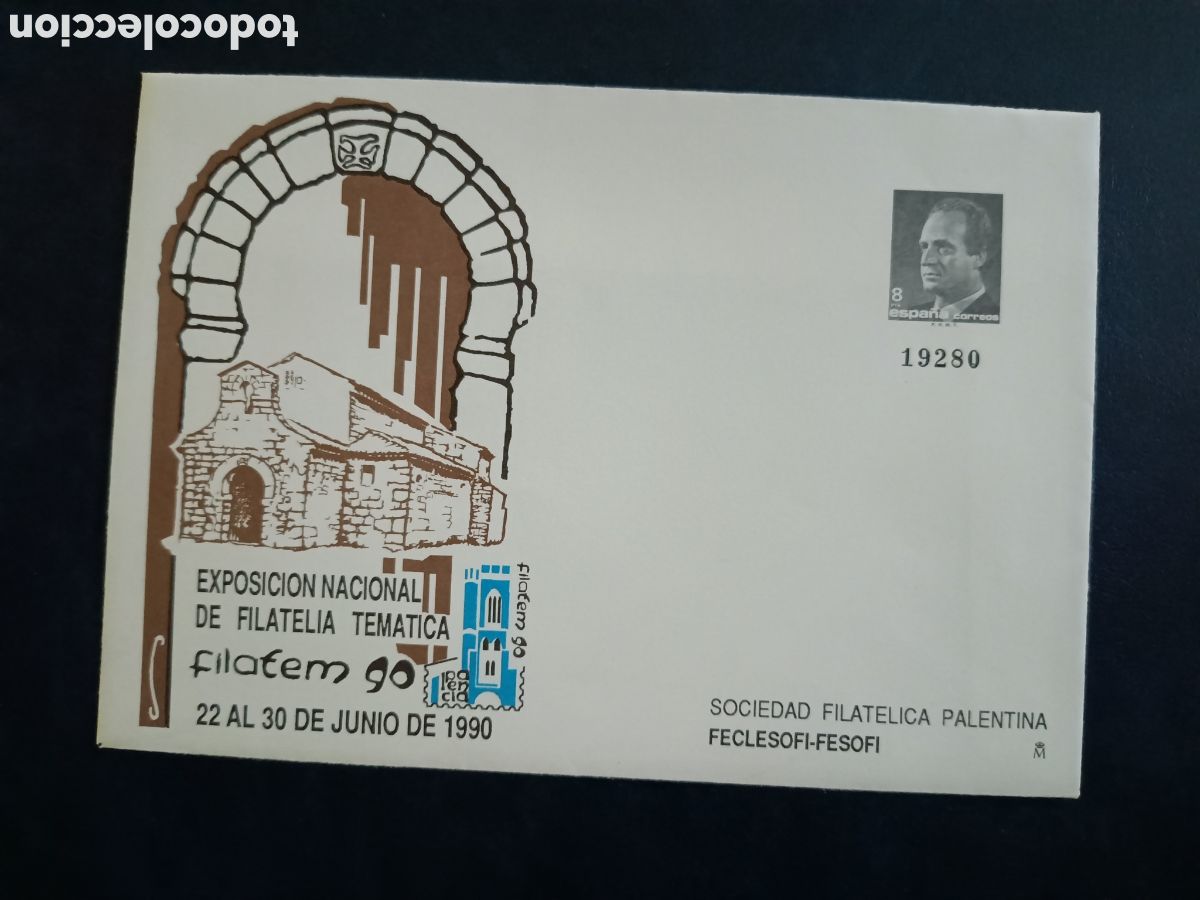 todocoleccion
8
españa correos
F.N.M.T.
19280
EXPOSICION NACIONAL
DE FILATELIA TEMATICA
filatem 90
22 AL 30 DE JUNIO DE 1990
filatem 90
palencia
SOCIEDAD FILATELICA PALENTINA
FECLESOFI-FESOFI
M